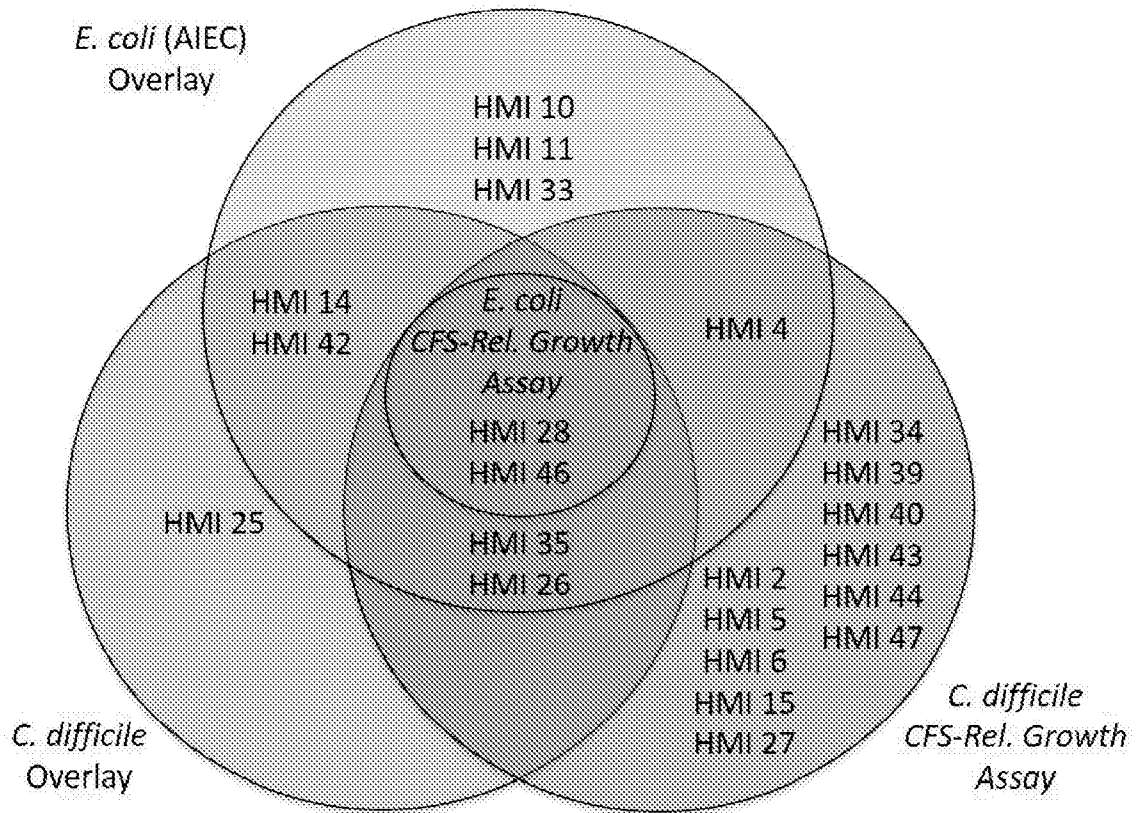 E. coli (AIEC)
Overlay
HMI 10
HMI 11
HMI 33
HMI 14
HMI 42
E. coli
CFS-Rel. Growth
Assay
HMI 28
HMI 46
HMI 4
HMI 25
HMI 35
HMI 26
HMI 34
HMI 39
HMI 40
HMI 43
HMI 44
HMI 47
HMI 2
HMI 5
HMI 6
HMI 15
HMI 27
C. difficile
Overlay
C. difficile
CFS-Rel. Growth
Assay